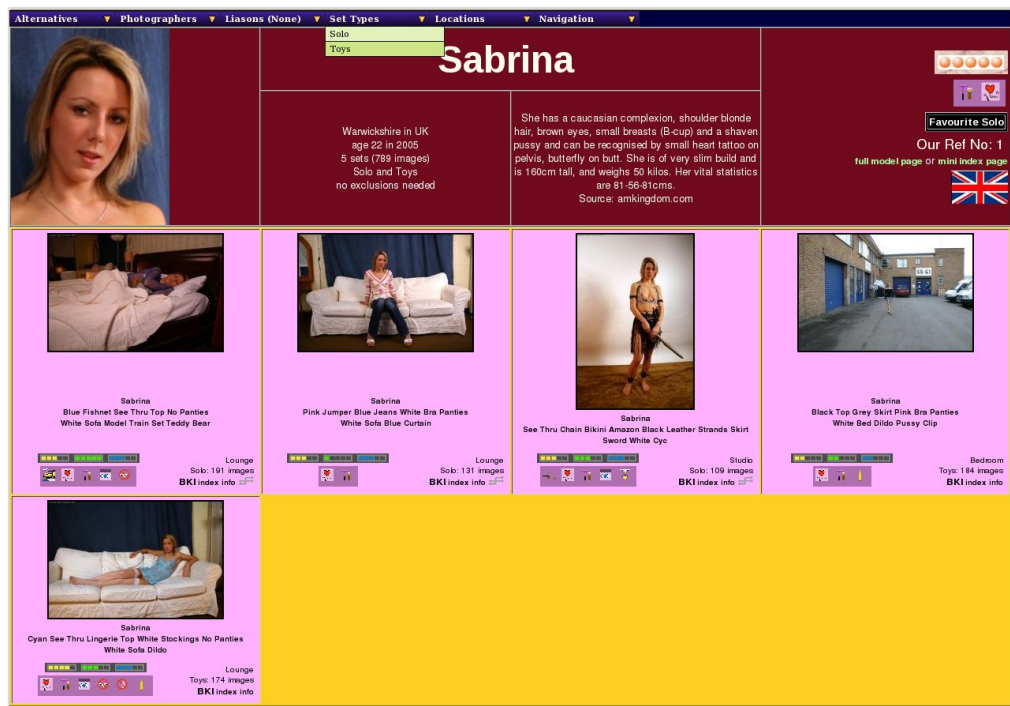 Alternatives
Photographers
Liasons (None)
Set Types
Locations
Navigation
Solo
Toys
Sabrina
Warwickshire in UK
age 22 in 2005
5 sets (789 images)
Solo and Toys
no exclusions needed
She has a caucasian complexion, shoulder blonde
hair, brown eyes, small breasts (B-cup) and a shaven
pussy and can be recognised by small heart tattoo on
pelvis, butterfly on butt. She is of very slim build and
is 160cm tall, and weighs 50 kilos. Her vital statistics
are 81-56-81cms.
Source: amkingdom.com
Favourite Solo
Our Ref No: 1
full model page or mini index page
Sabrina
Blue Fishnet See Thru Top No Panties
White Sofa Model Train Set Teddy Bear
Lounge
Solo: 191 images
BKI index info
Sabrina
Pink Jumper Blue Jeans White Bra Panties
White Sofa Blue Curtain
Lounge
Solo: 131 images
BKI index info
Sabrina
See Thru Chain Bikini Amazon Black Leather Strands Skirt
Sword White Cyc
Studio
Solo: 109 images
BKI index info
Sabrina
Black Top Grey Skirt Pink Bra Panties
White Bed Dildo Pussy Clip
Bedroom
Toys: 184 images
BKI index info
Sabrina
Cyan See Thru Lingerie Top White Stockings No Panties
White Sofa Dildo
Lounge
Toys: 174 images
BKI index info